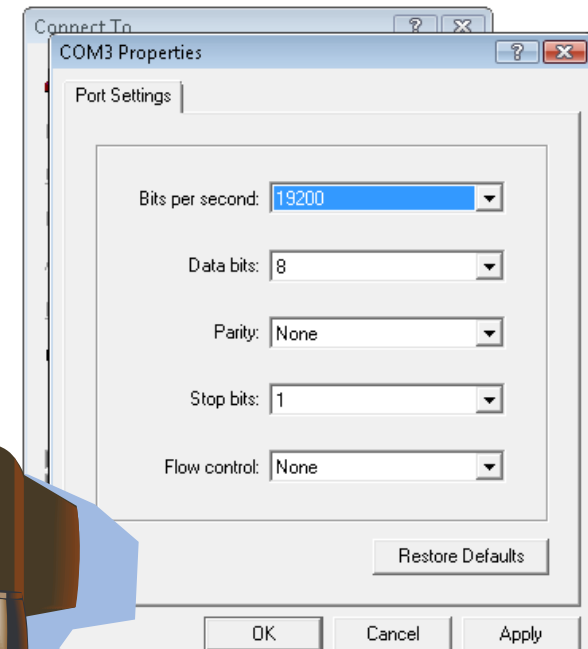 Connect To
COM3 Properties
Port Settings
Bits per second: 19200
Data bits: 8
Parity: None
Stop bits: 1
Flow control: None
Restore Defaults
OK Cancel Apply